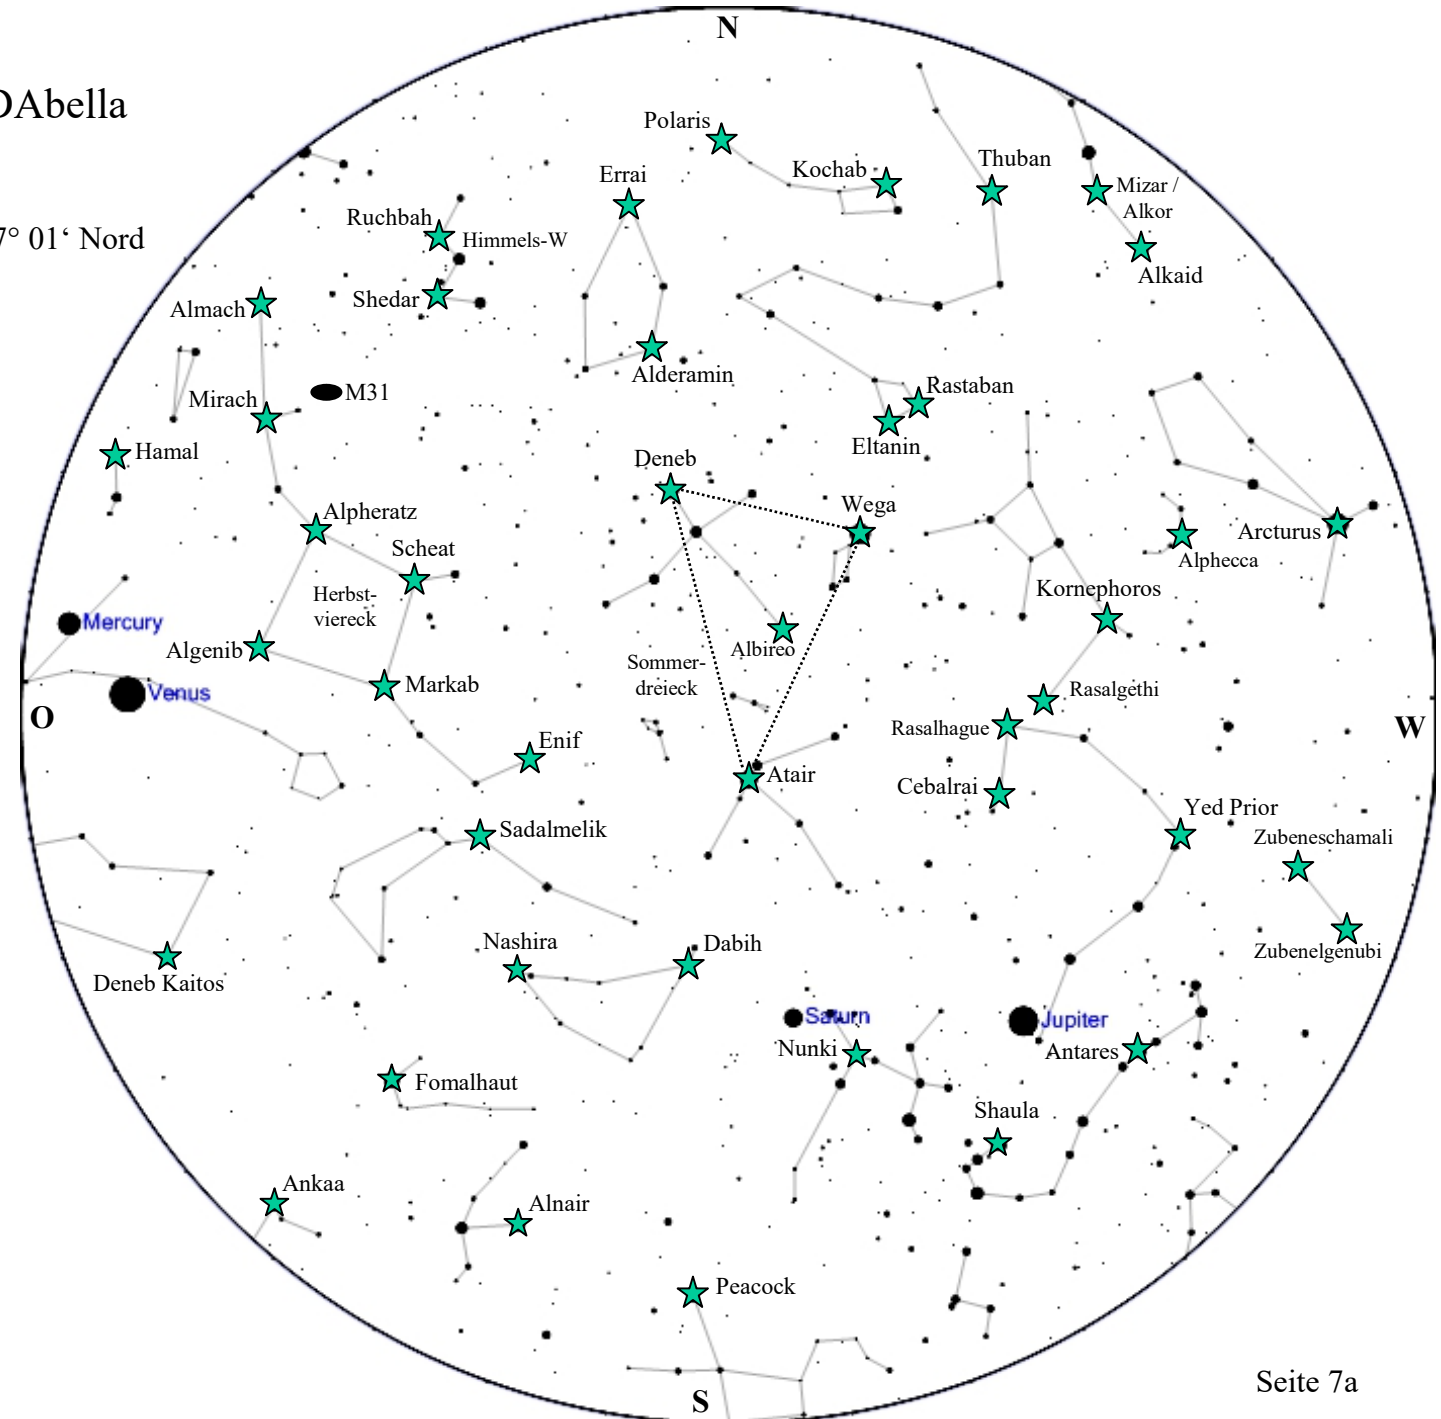 N
DAbella
Polaris
Kochab
Thuban
Mizar /
Alkor
Errai
Ruchbah
Himmels-W
7° 01‘ Nord
Alkaid
Shedar
Almach
Alderamin
Rastaban
M31
Mirach
Eltanin
Hamal
Deneb
Wega
Alpheratz
Arcturus
Scheat
Alphecca
Kornephoros
Herbst-
viereck
Mercury
Algenib
Albireo
Sommer-
dreieck
Markab
Rasalgethi
Venus
O
W
Rasalhague
Enif
Atair
Cebalrai
Yed Prior
Sadalmelik
Zubeneschamali
Nashira
Dabih
Zubenelgenubi
Deneb Kaitos
Saturn
Jupiter
Nunki
Antares
Fomalhaut
Shaula
Ankaa
Alnair
Peacock
Seite 7a
S